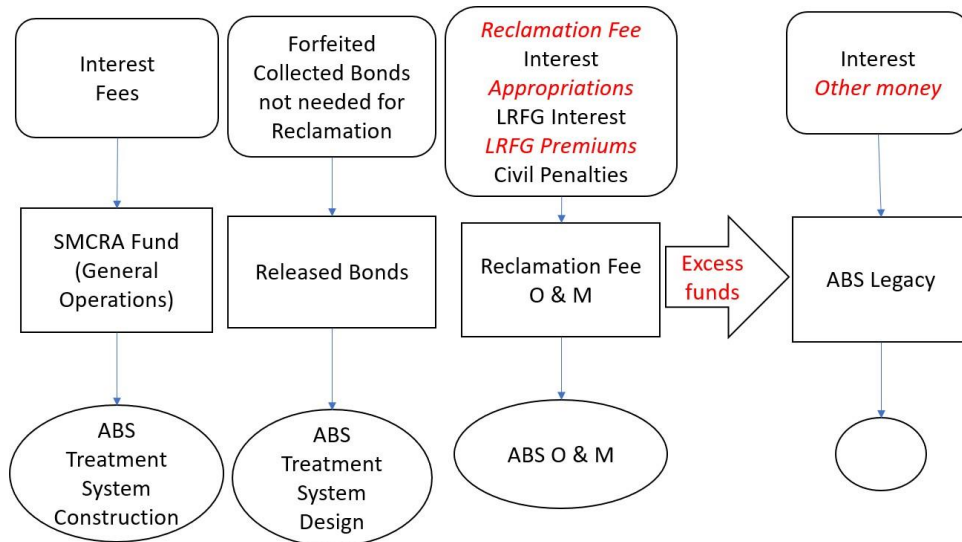 Interest
Fees
Forfeited
Collected Bonds
not needed for
Reclamation
Reclamation Fee
Interest
Appropriations
LRFG Interest
LRFG Premiums
Civil Penalties
Interest
Other money
SMCRA Fund
(General
Operations)
Released Bonds
Reclamation Fee
O & M
Excess
funds
ABS Legacy
ABS
Treatment
System
Construction
ABS
Treatment
System
Design
ABS O & M